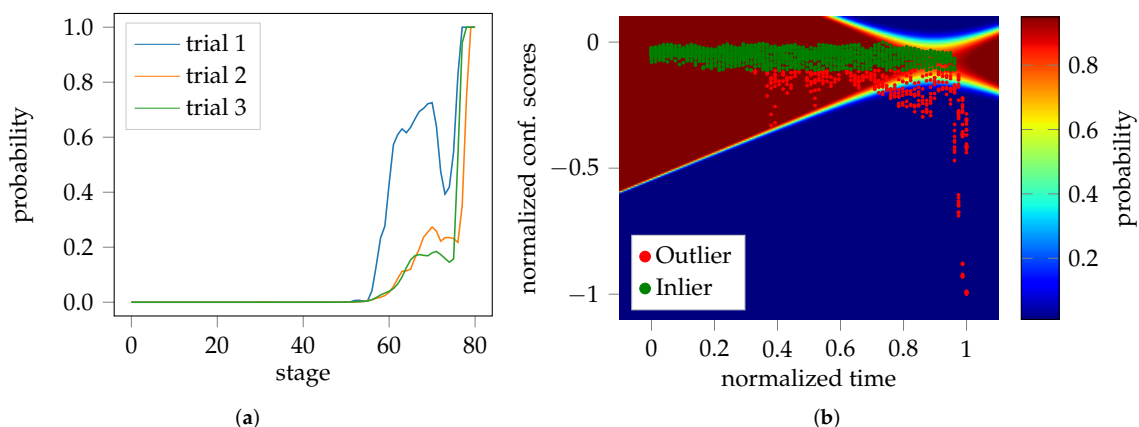 trial 1
trial 2
trial 3
1.0
0.8
0.6
0.4
0.2
0.0
probability
0 20 40 60 80
stage
(a)
0
−0.5
−1
normalized conf. scores
Outlier
Inlier
0 0.2 0.4 0.6 0.8 1
normalized time
0.8
0.6
0.4
0.2
probability
(b)